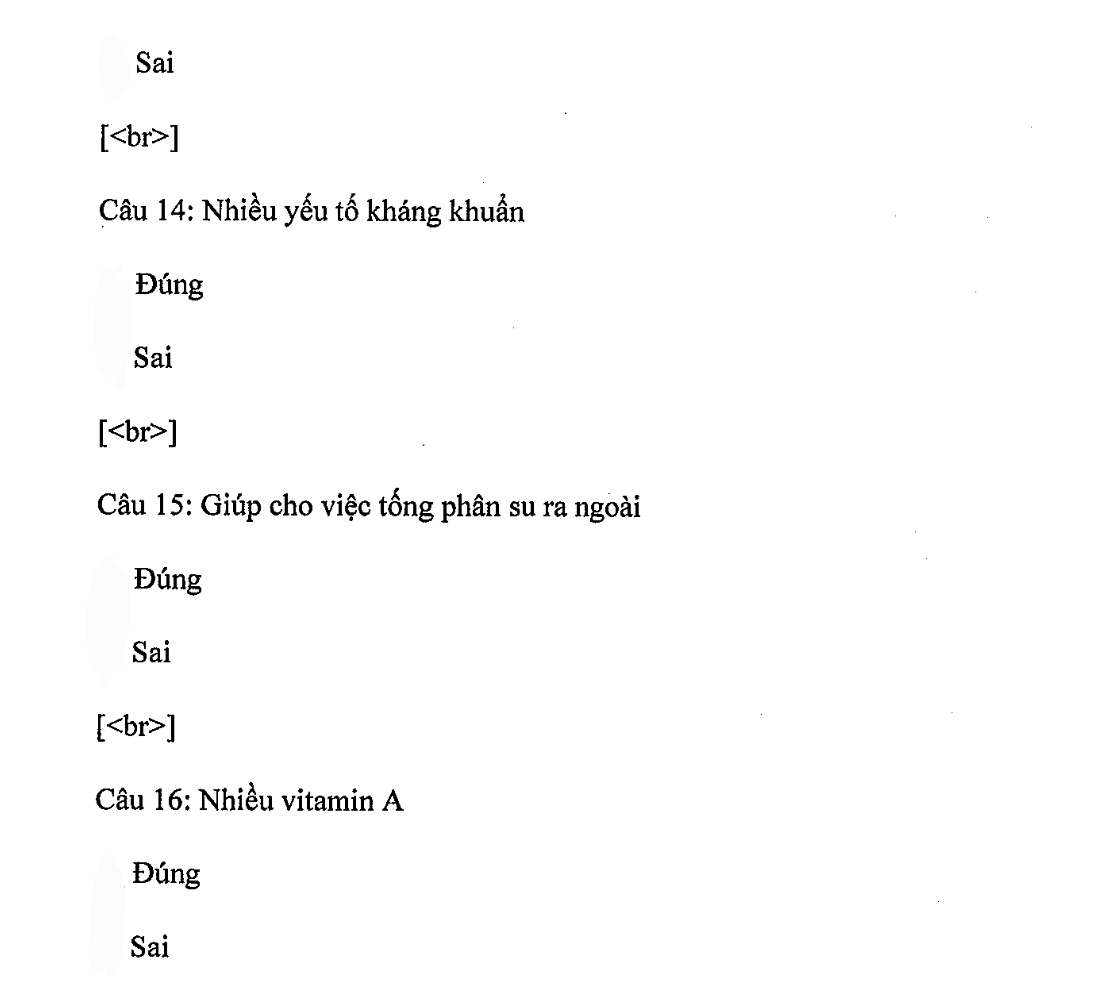 Sai
[<br>]
Câu 14: Nhiều yếu tố kháng khuẩn
Đúng
Sai
[<br>]
Câu 15: Giúp cho việc tống phân su ra ngoài
Đúng
Sai
[<br>]
Câu 16: Nhiều vitamin A
Đúng
Sai